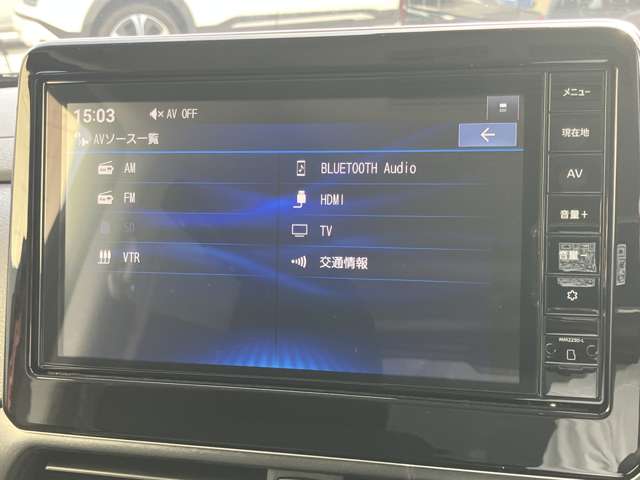 15:03
AV OFF
AVソース一覧
AM
FM
SD
VTR
BLUETOOTH Audio
HDMI
TV
交通情報
メニュー
現在地
AV
音量+
音量-
MM223D-L